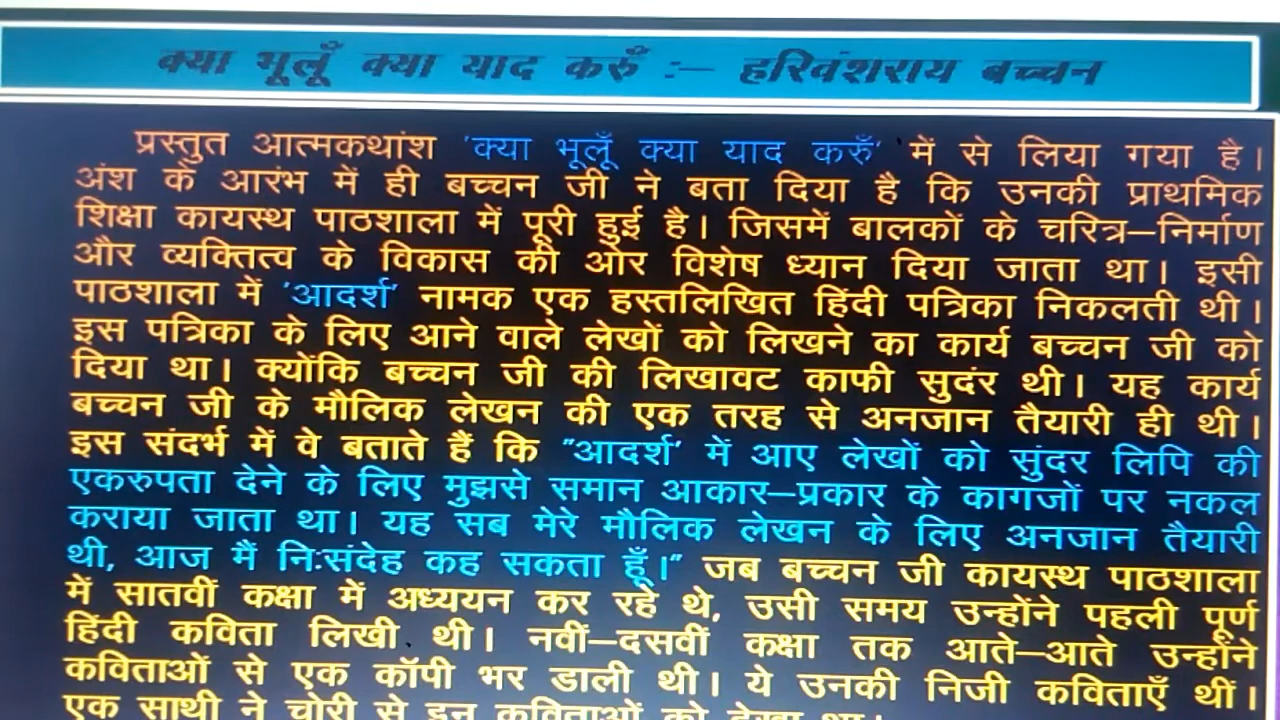 क्या भूलूँ क्या याद करुँ :– हरिवंशराय बच्चन
प्रस्तुत आत्मकथांश 'क्या भूलूँ क्या याद करुँ' में से लिया गया है।
अंश के आरंभ में ही बच्चन जी ने बता दिया है कि उनकी प्राथमिक
शिक्षा कायस्थ पाठशाला में पूरी हुई है। जिसमें बालकों के चरित्र–निर्माण
और व्यक्तित्व के विकास की ओर विशेष ध्यान दिया जाता था। इसी
पाठशाला में 'आदर्श' नामक एक हस्तलिखित हिंदी पत्रिका निकलती थी।
इस पत्रिका के लिए आने वाले लेखों को लिखने का कार्य बच्चन जी को
दिया था। क्योंकि बच्चन जी की लिखावट काफी सुदंर थी। यह कार्य
बच्चन जी के मौलिक लेखन की एक तरह से अनजान तैयारी ही थी।
इस संदर्भ में वे बताते हैं कि "आदर्श' में आए लेखों को सुंदर लिपि की
एकरुपता देने के लिए मुझसे समान आकार–प्रकार के कागजों पर नकल
कराया जाता था। यह सब मेरे मौलिक लेखन के लिए अनजान तैयारी
थी, आज मैं नि:संदेह कह सकता हूँ।" जब बच्चन जी कायस्थ पाठशाला
में सातवीं कक्षा में अध्ययन कर रहे थे, उसी समय उन्होंने पहली पूर्ण
हिंदी कविता लिखी थी। नवीं–दसवीं कक्षा तक आते–आते उन्होंने
कविताओं से एक कॉपी भर डाली थी। ये उनकी निजी कविताएँ थीं।
एक साथी ने चोरी से इन कविताओं को देखा था।